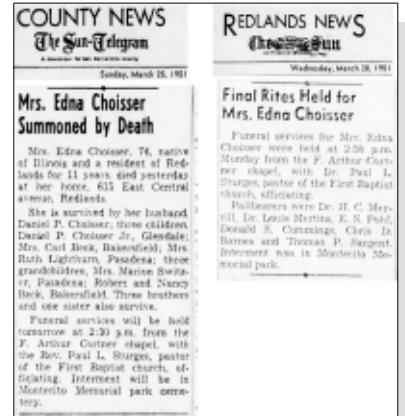 COUNTY NEWS
The Sun-Telegram
Sunday, March 25, 1951
Mrs. Edna Choisser
Summoned by Death
Mrs. Edna Choisser, 74, native
of Illinois and a resident of Red-
lands for 11 years, died yesterday
at her home, 615 East Central
avenue, Redlands.
She is survived by her husband,
Daniel P. Choisser; three children,
Daniel P. Choisser Jr., Glendale;
Mrs. Carl Beck, Bakersfield; Mrs.
Ruth Lightburn, Pasadena; three
grandchildren, Mrs. Marion Switz-
er, Pasadena; Robert and Nancy
Beck, Bakersfield. Three brothers
and one sister also survive.
Funeral services will be held
tomorrow at 2:30 p.m. from the
F. Arthur Cortner chapel, with
the Rev. Paul L. Sturges, pastor
of the First Baptist church, of-
ficiating. Interment will be in
Montecito Memorial park ceme-
tery.
REDLANDS NEWS
The Sun
Wednesday, March 28, 1951
Final Rites Held for
Mrs. Edna Choisser
Funeral services for Mrs. Edna
Choisser were held at 2:30 p.m.
Monday from the F. Arthur Cort-
ner chapel, with Dr. Paul L.
Sturges, pastor of the First Baptist
church, officiating.
Pallbearers were Dr. H. C. Mer-
rill, Dr. Louis Mertins, E. S. Pohl,
Donald S. Cummings, Chris D.
Barnes and Thomas P. Sargent.
Interment was in Montecito Me-
morial park.